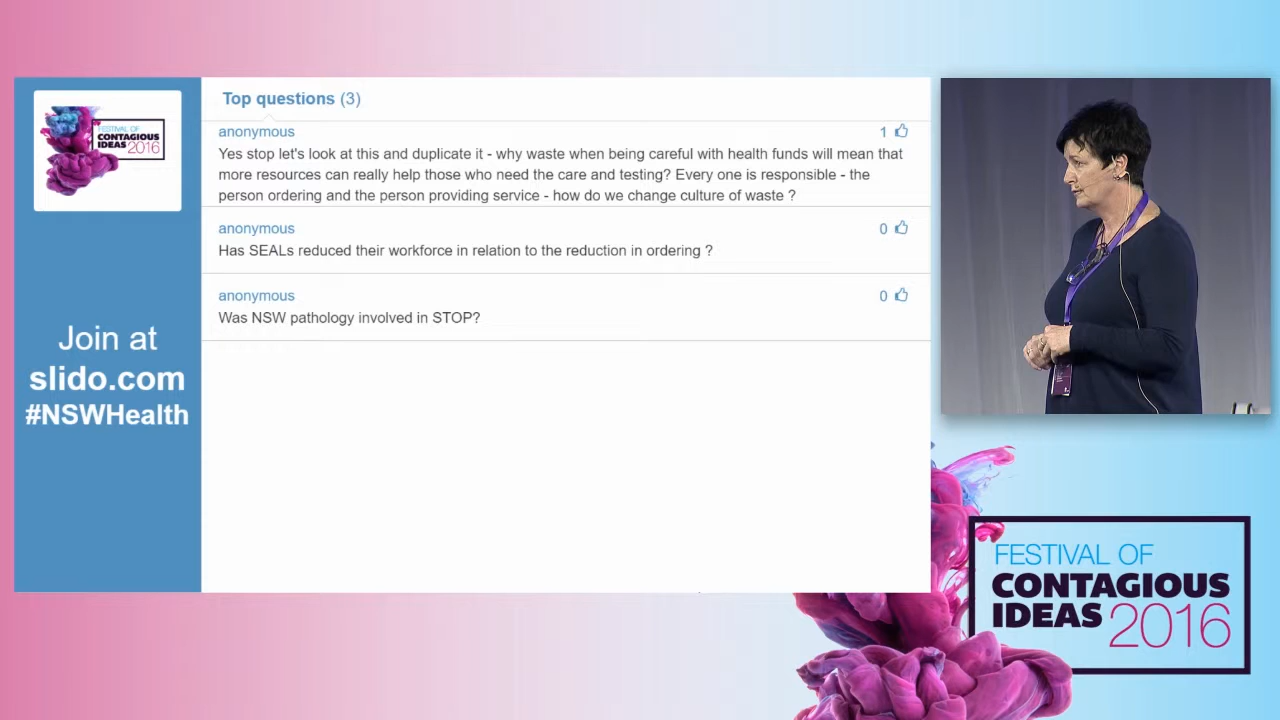 FESTIVAL OF
CONTAGIOUS
IDEAS 2016
Join at
slido.com
#NSWHealth
Top questions (3)
anonymous
1
Yes stop let's look at this and duplicate it - why waste when being careful with health funds will mean that
more resources can really help those who need the care and testing? Every one is responsible - the
person ordering and the person providing service - how do we change culture of waste ?
anonymous
0
Has SEALs reduced their workforce in relation to the reduction in ordering ?
anonymous
0
Was NSW pathology involved in STOP?
FESTIVAL OF
CONTAGIOUS
IDEAS 2016